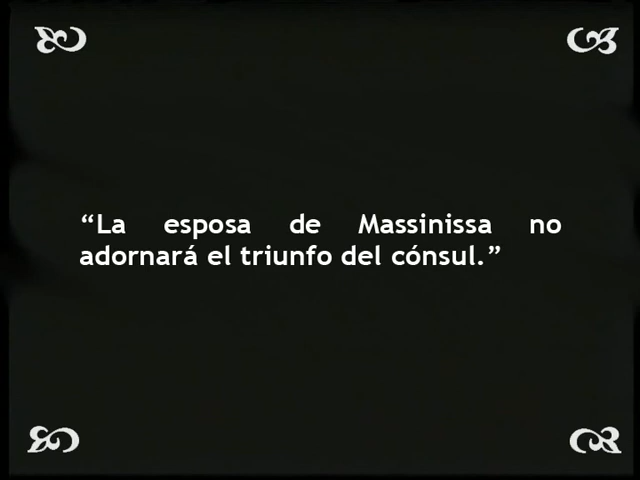 “La esposa de Massinissa no
adornará el triunfo del cónsul.”